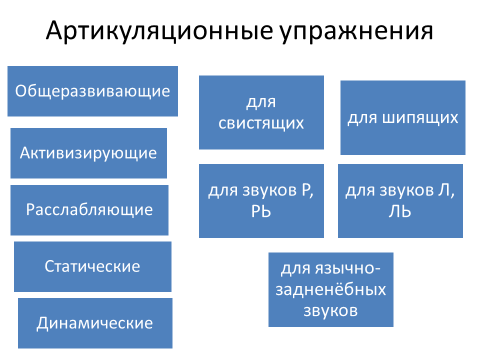 Артикуляционные упражнения
Общеразвивающие
Активизирующие
Расслабляющие
Статические
Динамические
для
свистящих
для шипящих
для звуков Р,
РЬ
для звуков Л,
ЛЬ
для язычно-
задненёбных
звуков